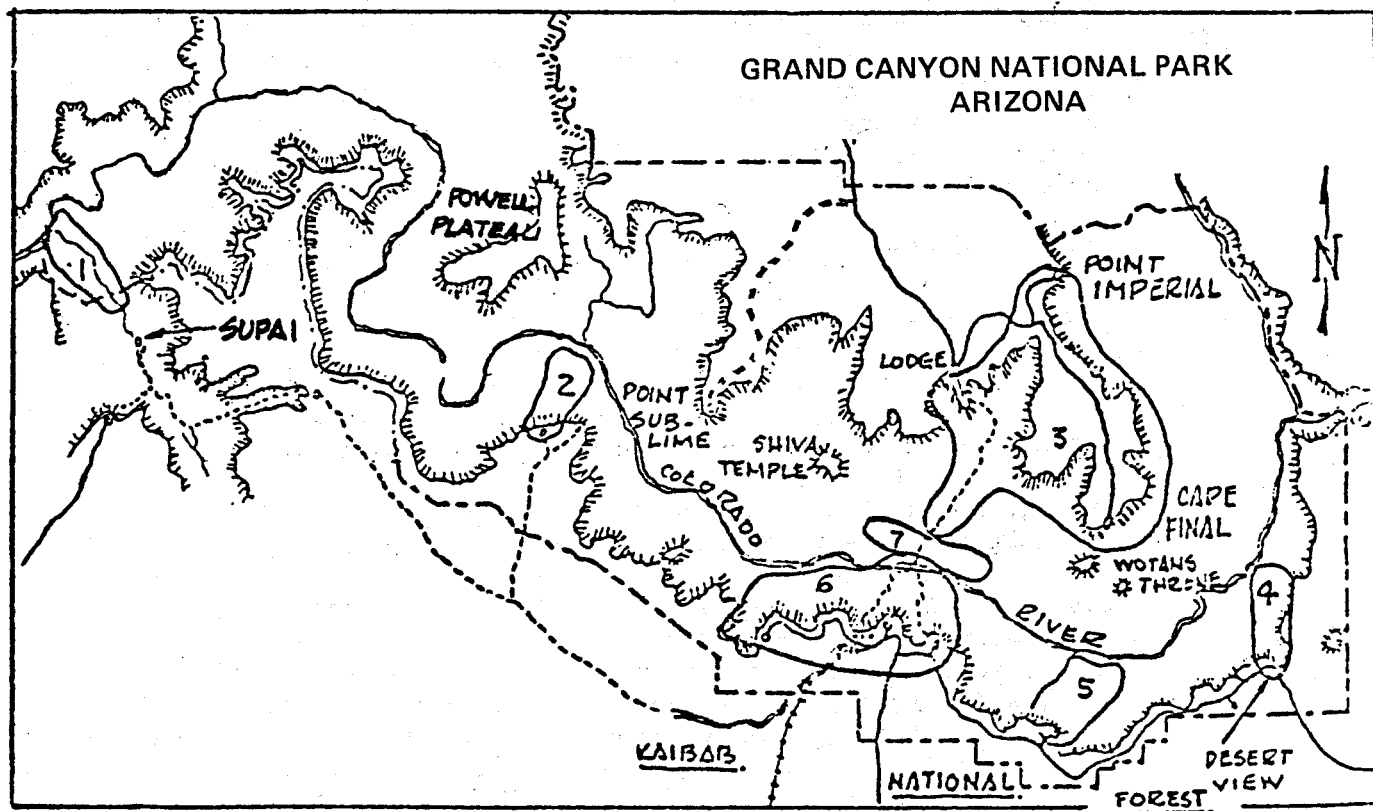 GRAND CANYON NATIONAL PARK
ARIZONA
N
POWELL
PLATEAU
POINT
IMPERIAL
1
SUPAI
LODGE
2
POINT
SUB-
LIME
SHIVA
TEMPLE
3
COLORADO
CAPE
FINAL
7
WOTANS
THRONE
6
4
RIVER
5
KAIBAB
NATIONAL
DESERT
VIEW
FOREST